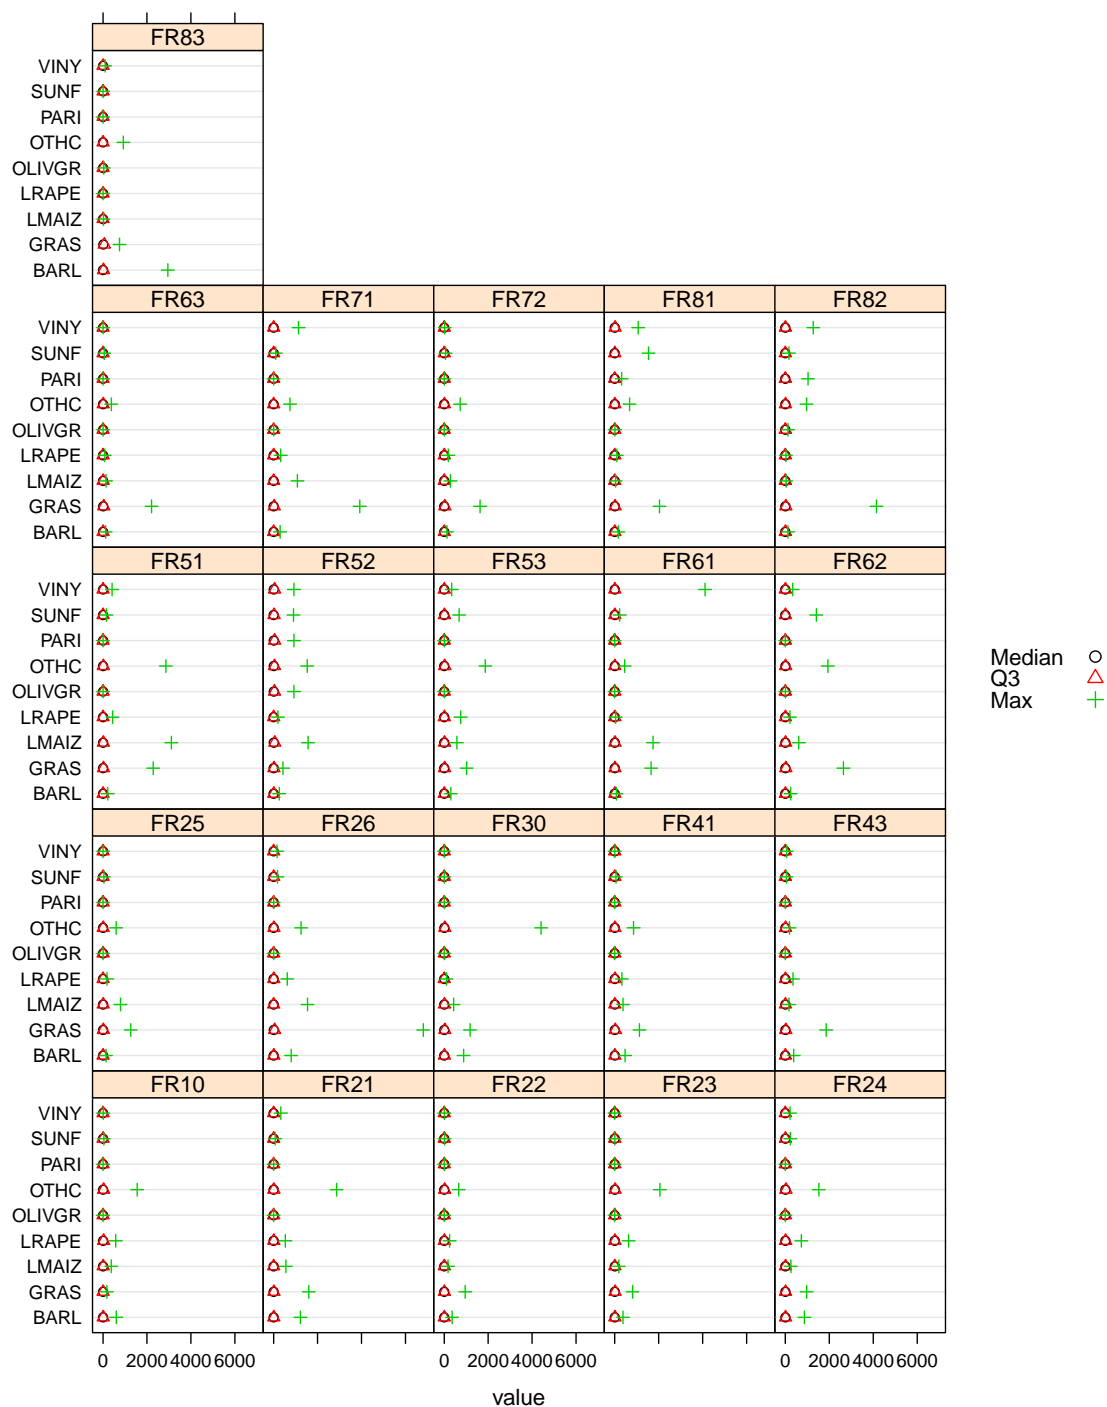 FR83
VINY
SUNF
PARI
OTHC
OLIVGR
LRAPE
LMAIZ
GRAS
BARL
FR63 FR71 FR72 FR81 FR82
VINY
SUNF
PARI
OTHC
OLIVGR
LRAPE
LMAIZ
GRAS
BARL
FR51 FR52 FR53 FR61 FR62
VINY
SUNF
PARI
OTHC
OLIVGR
LRAPE
LMAIZ
GRAS
BARL
Median
Q3
Max
FR25 FR26 FR30 FR41 FR43
VINY
SUNF
PARI
OTHC
OLIVGR
LRAPE
LMAIZ
GRAS
BARL
FR10 FR21 FR22 FR23 FR24
VINY
SUNF
PARI
OTHC
OLIVGR
LRAPE
LMAIZ
GRAS
BARL
0 2000 4000 6000 0 2000 4000 6000 0 2000 4000 6000
value